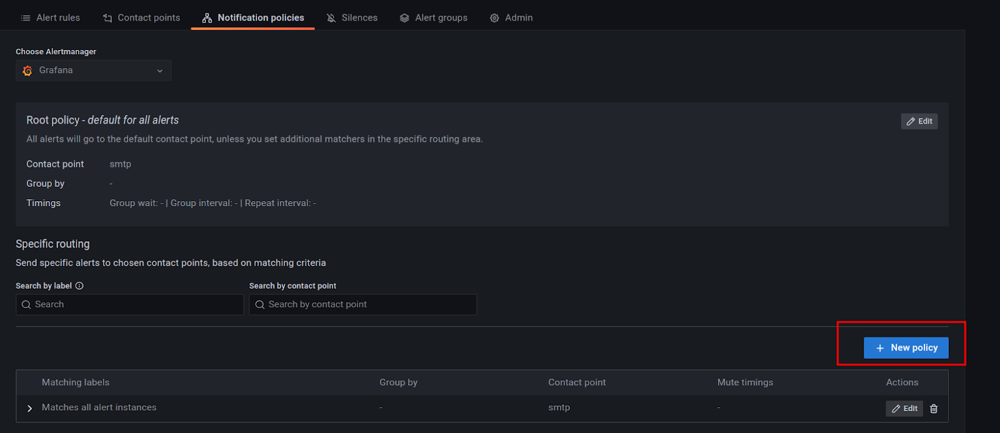 Alert rules Contact points Notification policies Silences Alert groups Admin
Choose Alertmanager
Grafana
Root policy - default for all alerts
Edit
All alerts will go to the default contact point, unless you set additional matchers in the specific routing area.
Contact point smtp
Group by -
Timings Group wait: - | Group interval: - | Repeat interval: -
Specific routing
Send specific alerts to chosen contact points, based on matching criteria
Search by label Search by contact point
Search Search by contact point
+ New policy
Matching labels Group by Contact point Mute timings Actions
Matches all alert instances - smtp - Edit